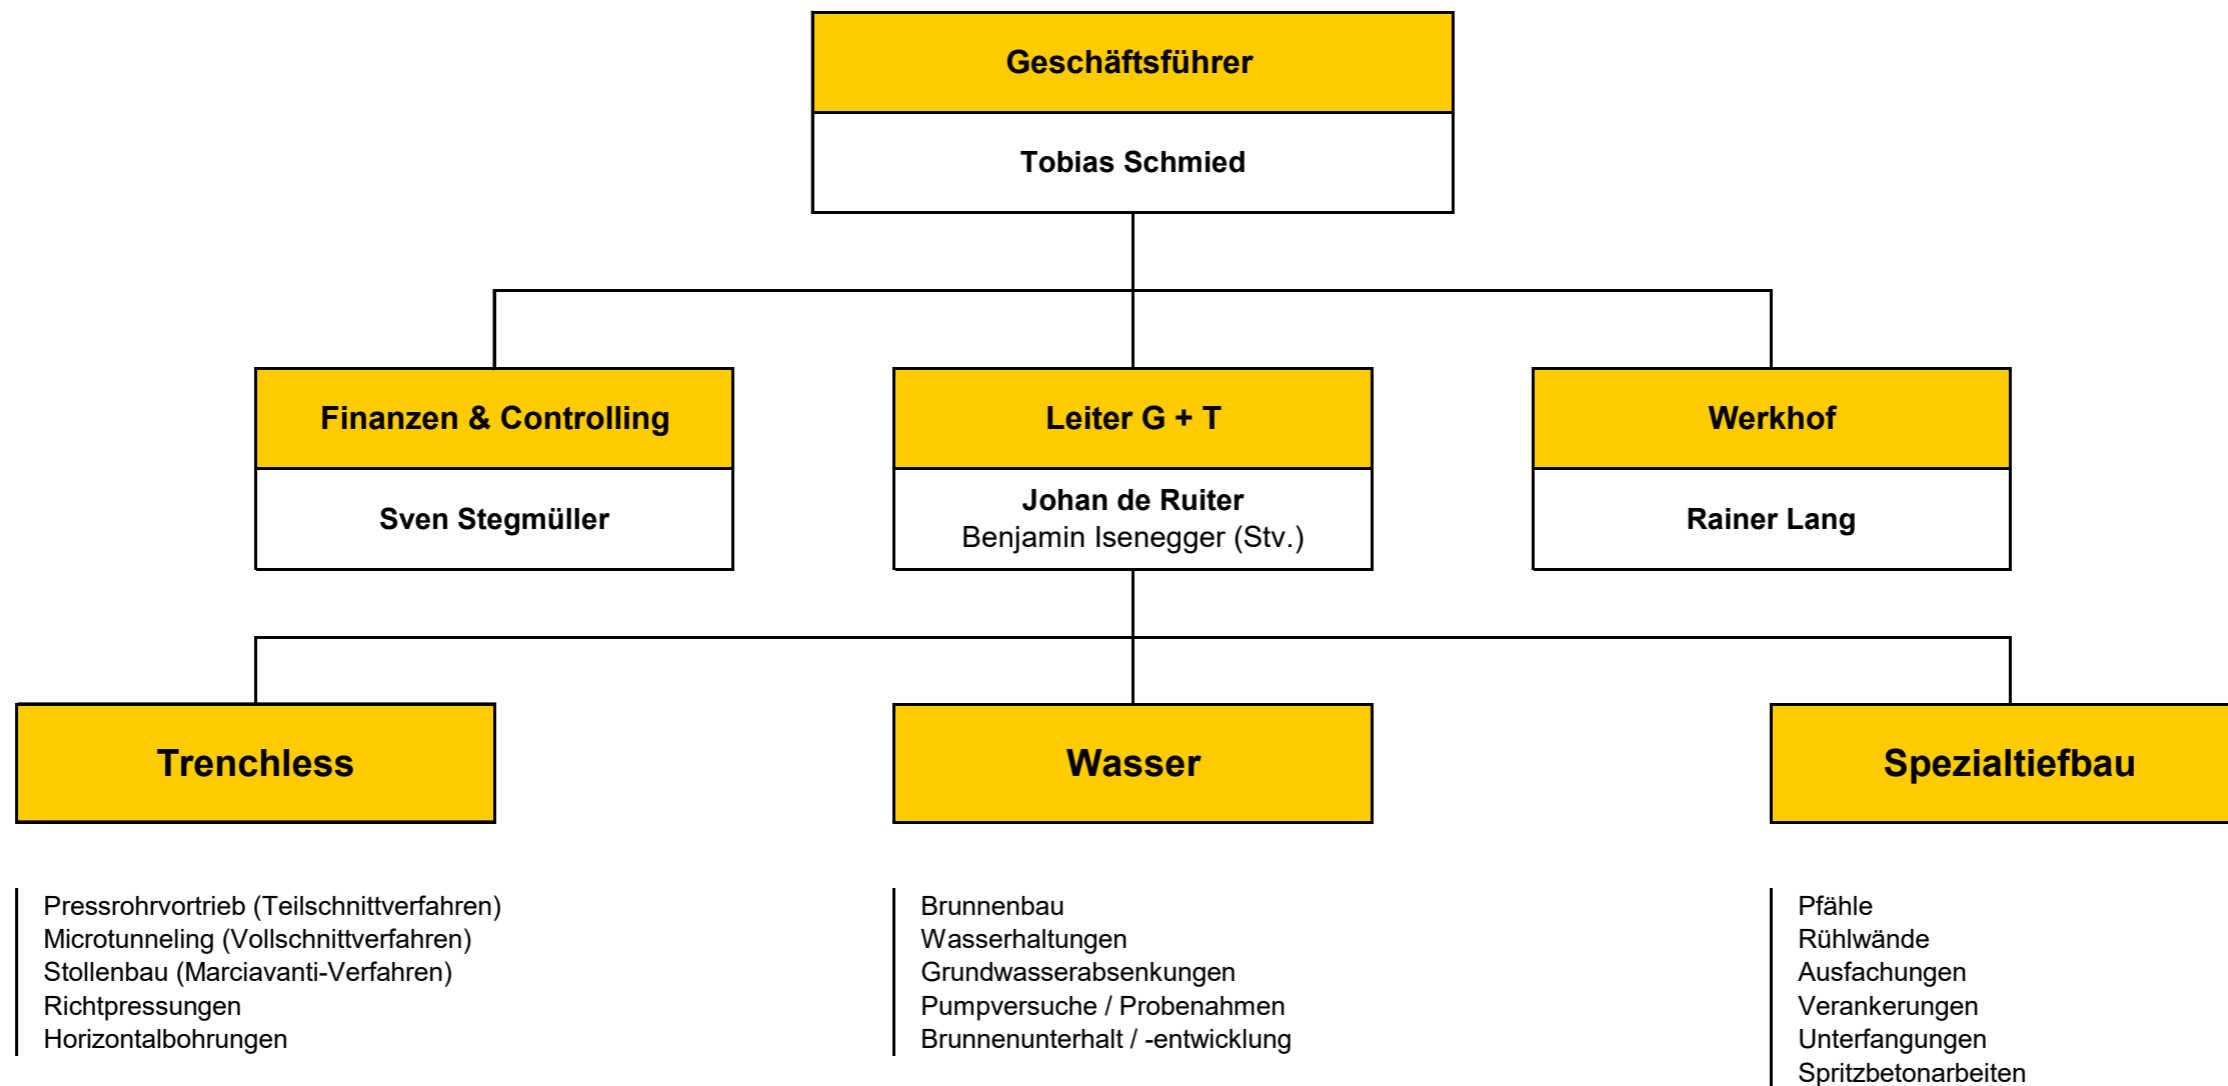 Geschäftsführer
Tobias Schmied
Finanzen & Controlling
Sven Stegmüller
Leiter G + T
Johan de Ruiter
Benjamin Isenegger (Stv.)
Werkhof
Rainer Lang
Trenchless
Pressrohrvortrieb (Teilschnittverfahren)
Microtunneling (Vollschnittverfahren)
Stollenbau (Marciavanti-Verfahren)
Richtpressungen
Horizontalbohrungen
Wasser
Brunnenbau
Wasserhaltungen
Grundwasserabsenkungen
Pumpversuche / Probenahmen
Brunnenunterhalt / -entwicklung
Spezialtiefbau
Pfähle
Rühlwände
Ausfachungen
Verankerungen
Unterfangungen
Spritzbetonarbeiten